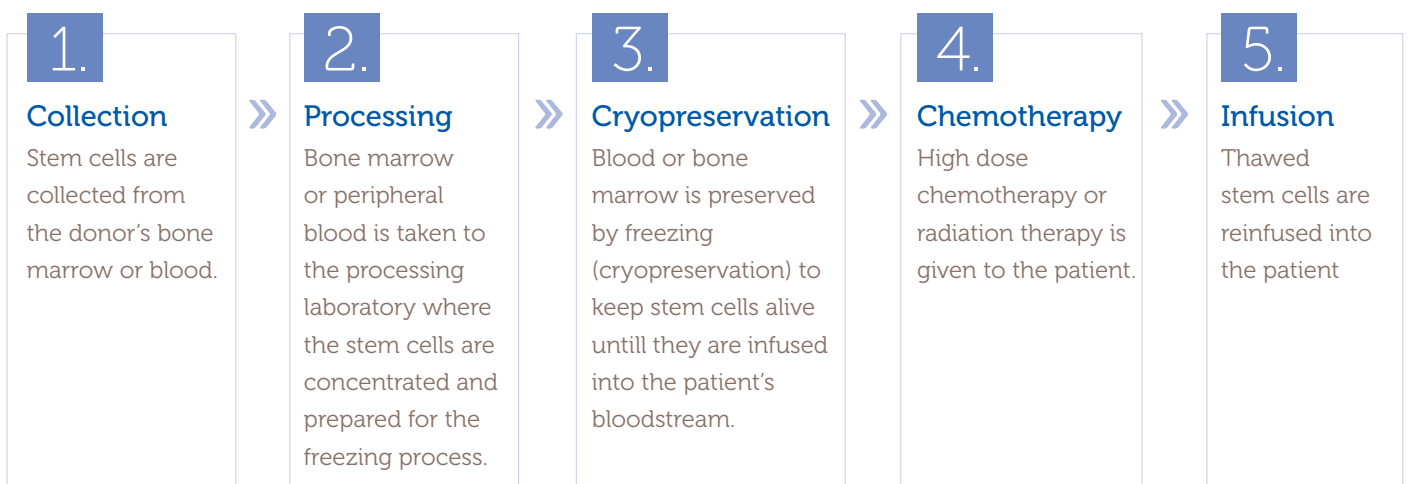 1.
Collection
Stem cells are
collected from
the donor's bone
marrow or blood.
2.
Processing
Bone marrow
or peripheral
blood is taken to
the processing
laboratory where
the stem cells are
concentrated and
prepared for the
freezing process.
3.
Cryopreservation
Blood or bone
marrow is preserved
by freezing
(cryopreservation) to
keep stem cells alive
untill they are infused
into the patient's
bloodstream.
4.
Chemotherapy
High dose
chemotherapy or
radiation therapy is
given to the patient.
5.
Infusion
Thawed
stem cells are
reinfused into
the patient